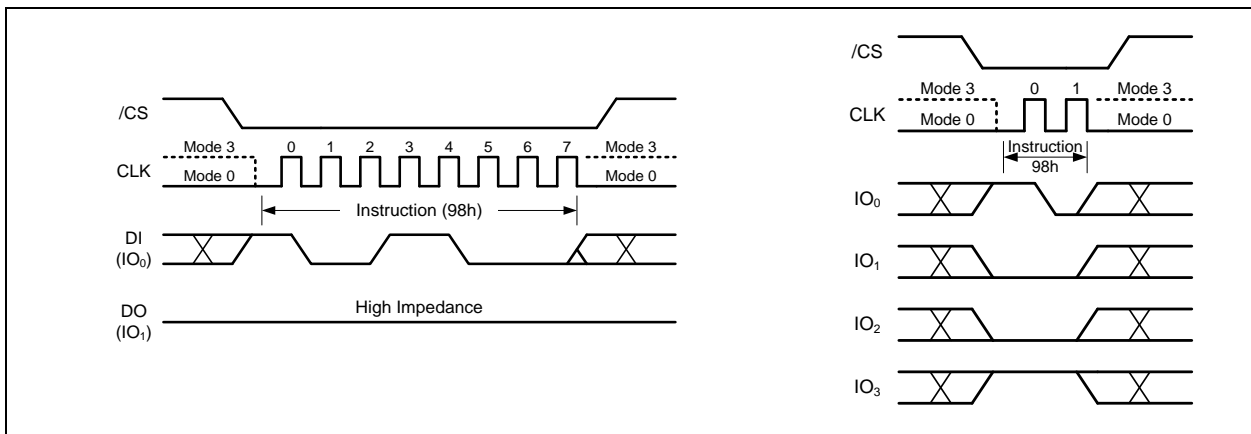 /CS
Mode 3 0 1 2 3 4 5 6 7 Mode 3
CLK
Mode 0 Mode 0
Instruction (98h)
DI
(IO0)
High Impedance
DO
(IO1)
/CS
Mode 3 0 1 Mode 3
CLK
Mode 0 Mode 0
Instruction
98h
IO0
IO1
IO2
IO3